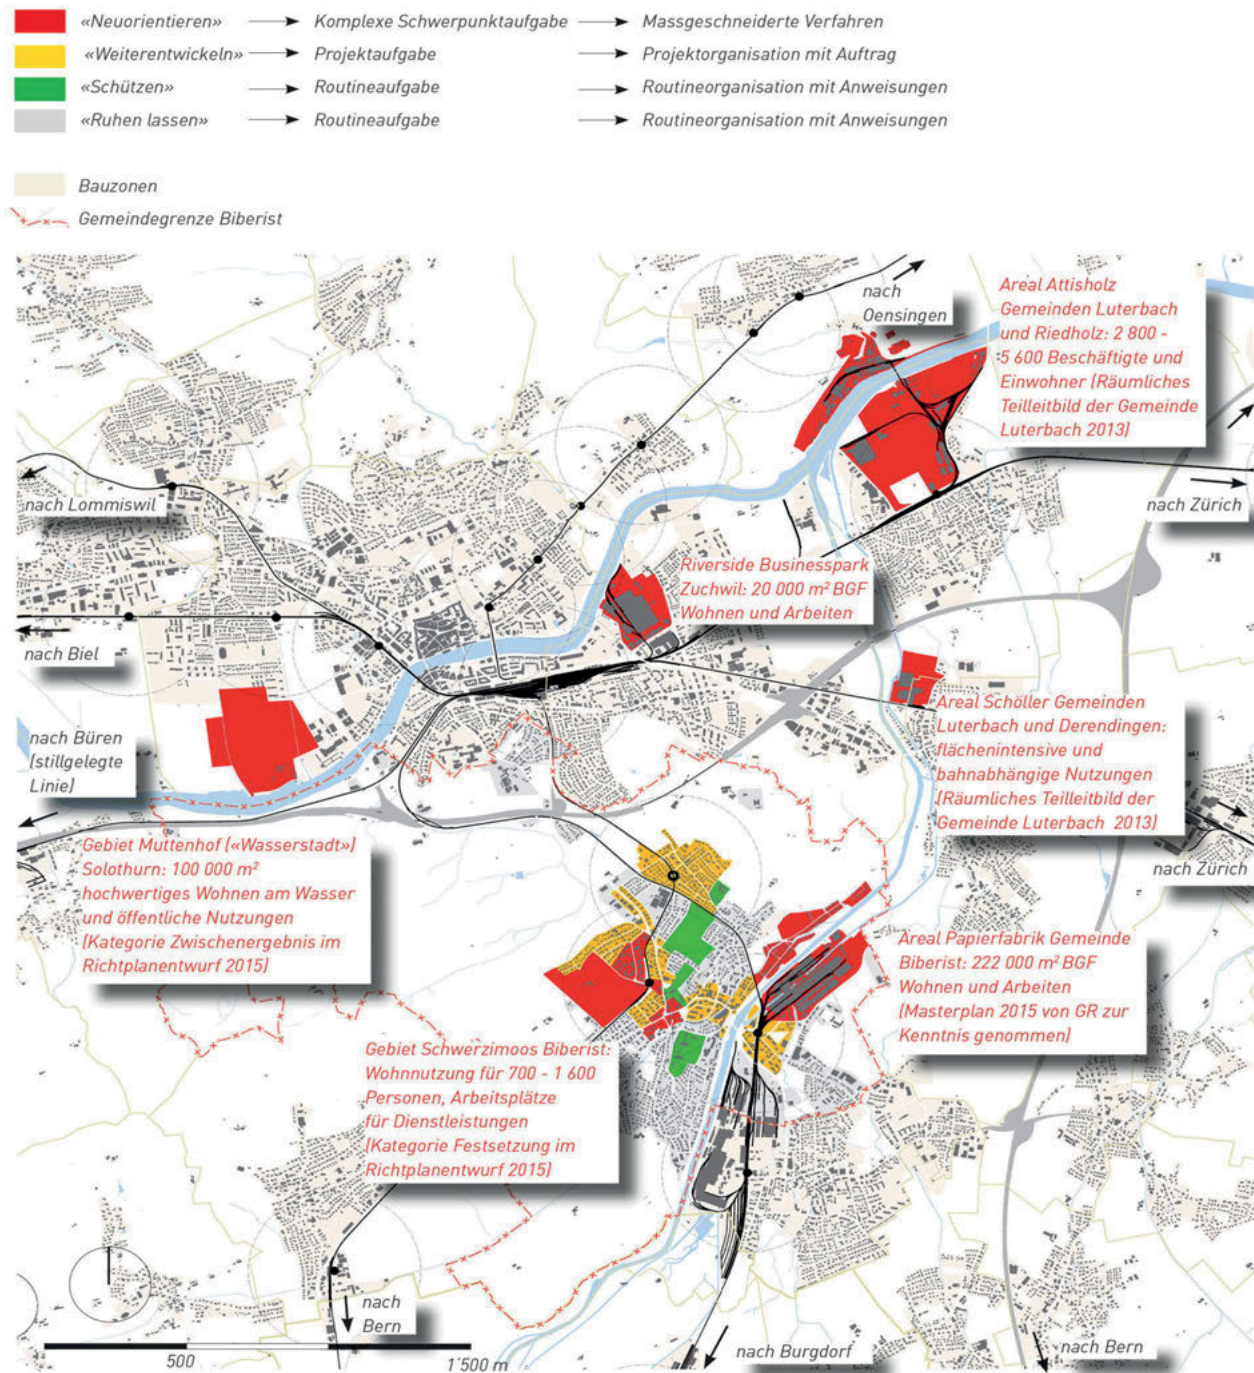 «Neuorientieren» Komplexe Schwerpunktaufgabe Massgeschneiderte Verfahren
«Weiterentwickeln» Projektaufgabe Projektorganisation mit Auftrag
«Schützen» Routineaufgabe Routineorganisation mit Anweisungen
«Ruhen lassen» Routineaufgabe Routineorganisation mit Anweisungen
Bauzonen
Gemeindegrenze Biberist
nach
Oensingen
Areal Attisholz
Gemeinden Luterbach
und Riedholz: 2 800 -
5 600 Beschäftigte und
Einwohner (Räumliches
Teilleitbild der Gemeinde
Luterbach 2013)
nach Lommiswil
nach Zürich
Riverside Businesspark
Zuchwil: 20 000 m² BGF
Wohnen und Arbeiten
nach Biel
nach Büren
(stillgelegte
Linie)
Areal Schöller Gemeinden
Luterbach und Derendingen:
flächenintensive und
bahnabhängige Nutzungen
(Räumliches Teilleitbild der
Gemeinde Luterbach 2013)
Gebiet Muttenhof («Wasserstadt»)
Solothurn: 100 000 m²
hochwertiges Wohnen am Wasser
und öffentliche Nutzungen
(Kategorie Zwischenergebnis im
Richtplanentwurf 2015)
nach Zürich
Areal Papierfabrik Gemeinde
Biberist: 222 000 m² BGF
Wohnen und Arbeiten
(Masterplan 2015 von GR zur
Kenntnis genommen)
Gebiet Schwerzimoos Biberist:
Wohnnutzung für 700 - 1 600
Personen, Arbeitsplätze
für Dienstleistungen
(Kategorie Festsetzung im
Richtplanentwurf 2015)
nach
Bern
nach Burgdorf
nach Bern
500
1'500 m